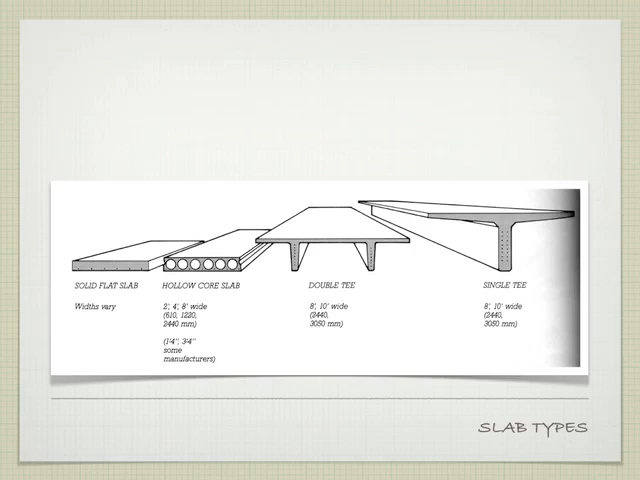 SOLID FLAT SLAB
Widths vary
HOLLOW CORE SLAB
2', 4', 8' wide
(610, 1220,
2440 mm)
(1'4", 3'4"
some
manufacturers)
DOUBLE TEE
8', 10' wide
(2440,
3050 mm)
SINGLE TEE
8', 10' wide
(2440,
3050 mm)
SLAB TYPES